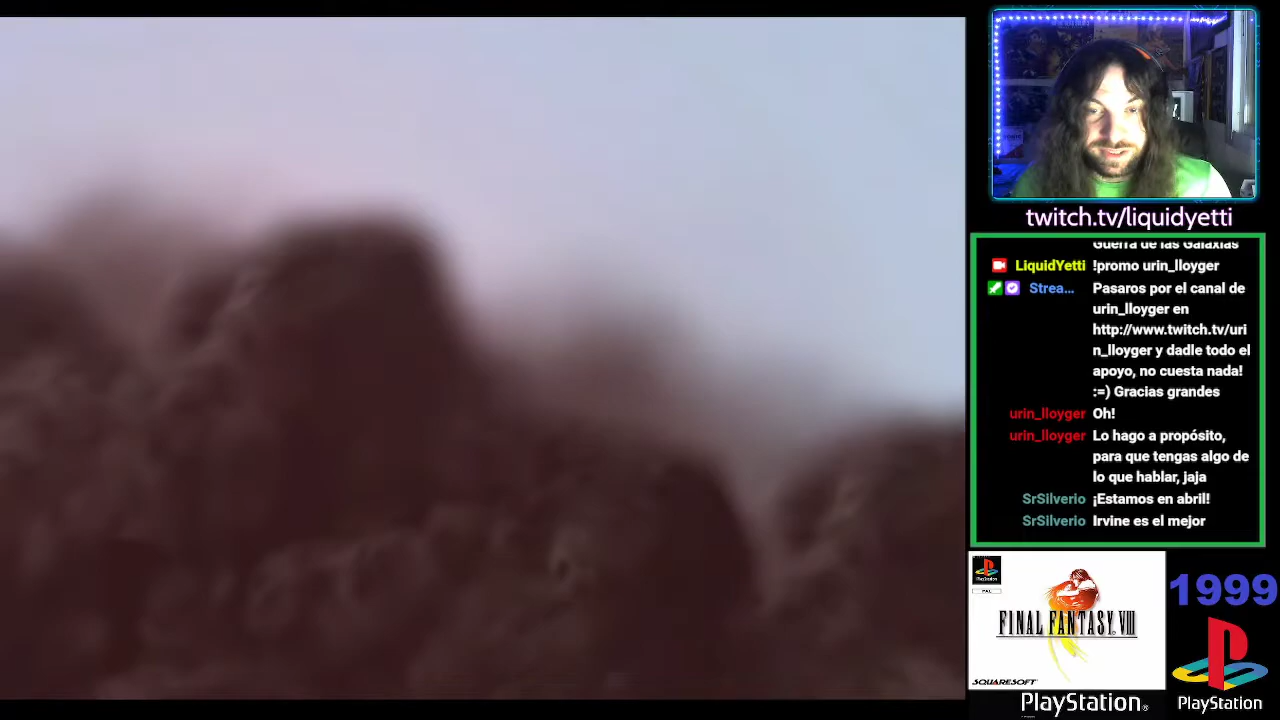 twitch.tv/liquidyetti
Guerra de las Galaxias
LiquidYetti !promo urin_lloyger
Strea... Pasaros por el canal de
urin_lloyger en
http://www.twitch.tv/uri
n_lloyger y dadle todo el
apoyo, no cuesta nada!
:=) Gracias grandes
urin_lloyger Oh!
urin_lloyger Lo hago a propósito,
para que tengas algo de
lo que hablar, jaja
SrSilverio ¡Estamos en abril!
SrSilverio Irvine es el mejor
PlayStation
PAL
FINAL FANTASY VIII
SQUARESOFT
PlayStation
1999
PlayStation